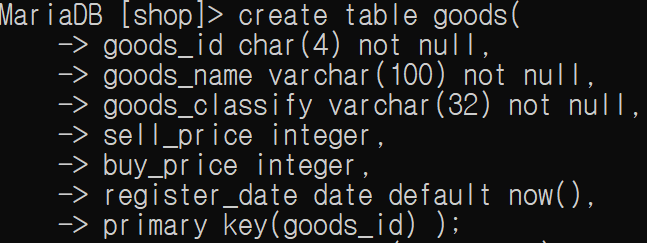 MariaDB [shop]> create table goods(
-> goods_id char(4) not null,
-> goods_name varchar(100) not null,
-> goods_classify varchar(32) not null,
-> sell_price integer,
-> buy_price integer,
-> register_date date default now(),
-> primary key(goods_id) );